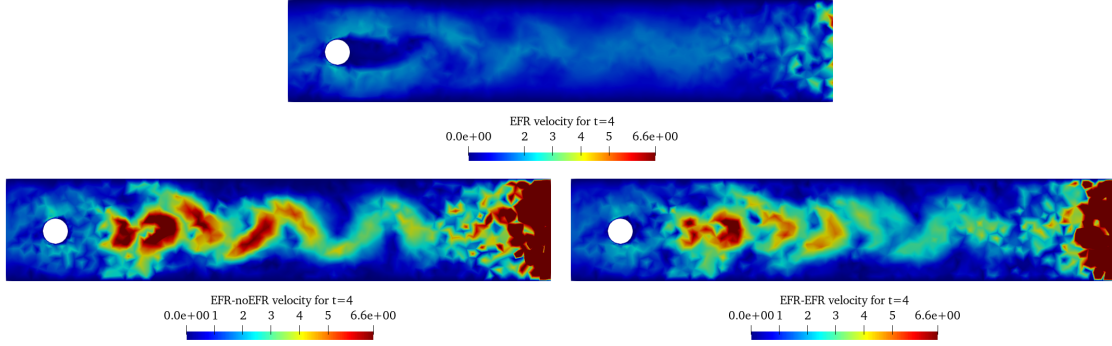 EFR velocity for t=4
0.0e+00 2 3 4 5 6.6e+00
EFR-noEFR velocity for t=4
0.0e+00 1 2 3 4 5 6.6e+00
EFR-EFR velocity for t=4
0.0e+00 1 2 3 4 5 6.6e+00